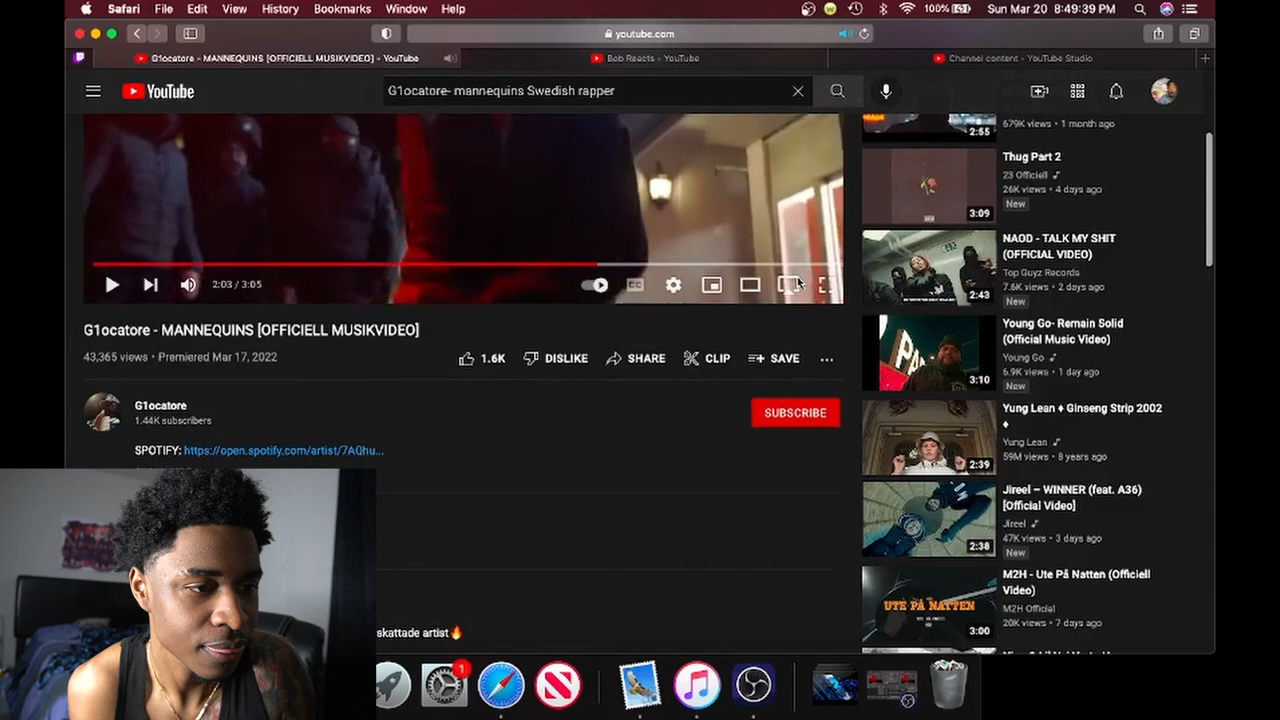 Safari File Edit View History Bookmarks Window Help 100% Sun Mar 20 8:49:39 PM
youtube.com
G1ocatore - MANNEQUINS [OFFICIELL MUSIKVIDEO] - YouTube
Bob Reacts - YouTube
Channel content - YouTube Studio
YouTube
G1ocatore- mannequins Swedish rapper
2:03 / 3:05
CC
G1ocatore - MANNEQUINS [OFFICIELL MUSIKVIDEO]
43,365 views • Premiered Mar 17, 2022
1.6K DISLIKE SHARE CLIP SAVE
G1ocatore
1.44K subscribers
SUBSCRIBE
SPOTIFY: https://open.spotify.com/artist/7AQhu...
skattade artist🔥
2:55
679K views • 1 month ago
3:09
Thug Part 2
23 Officiell
26K views • 4 days ago
New
2:43
NAOD - TALK MY SHIT
(OFFICIAL VIDEO)
Top Guyz Records
7.6K views • 2 days ago
New
3:10
Young Go- Remain Solid
(Official Music Video)
Young Go
6.9K views • 1 day ago
New
2:39
Yung Lean ♦ Ginseng Strip 2002
♦
Yung Lean
59M views • 8 years ago
2:38
Jireel – WINNER (feat. A36)
[Official Video]
Jireel
47K views • 3 days ago
New
UTE PÅ NATTEN
3:00
M2H - Ute På Natten (Officiell
Video)
M2H Official
20K views • 7 days ago
1